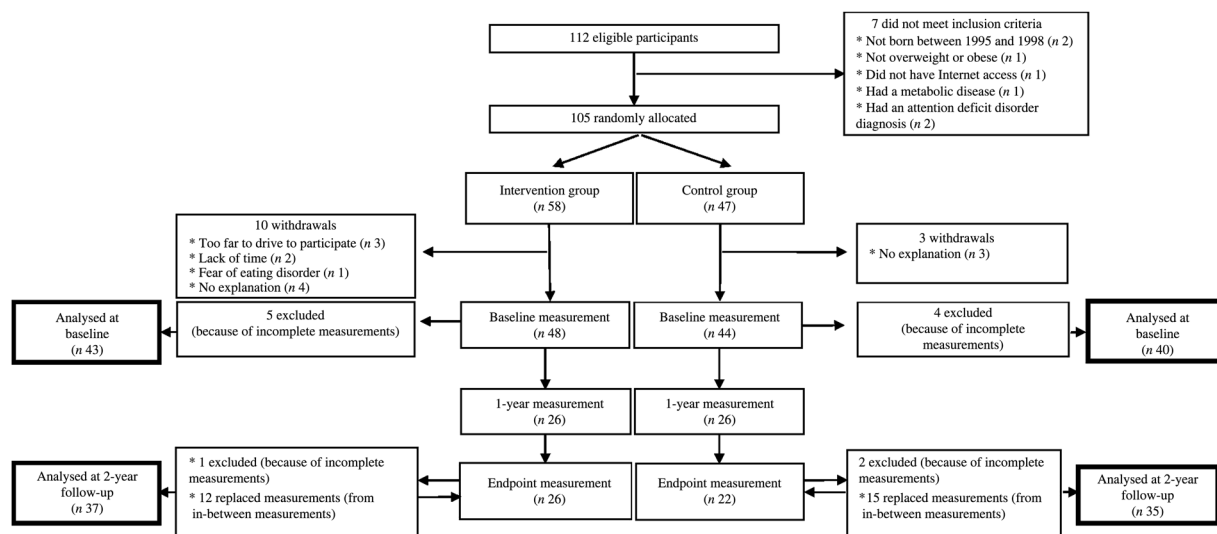 112 eligible participants
7 did not meet inclusion criteria
* Not born between 1995 and 1998 (n 2)
* Not overweight or obese (n 1)
* Did not have Internet access (n 1)
* Had a metabolic disease (n 1)
* Had an attention deficit disorder
diagnosis (n 2)
105 randomly allocated
Intervention group
(n 58)
Control group
(n 47)
10 withdrawals
* Too far to drive to participate (n 3)
* Lack of time (n 2)
* Fear of eating disorder (n 1)
* No explanation (n 4)
3 withdrawals
* No explanation (n 3)
Analysed at
baseline
(n 43)
5 excluded
(because of incomplete measurements)
Baseline measurement
(n 48)
Baseline measurement
(n 44)
4 excluded
(because of incomplete
measurements)
Analysed at
baseline
(n 40)
1-year measurement
(n 26)
1-year measurement
(n 26)
Analysed at 2-year
follow-up
(n 37)
* 1 excluded (because of incomplete
measurements)
* 12 replaced measurements (from
in-between measurements)
Endpoint measurement
(n 26)
Endpoint measurement
(n 22)
2 excluded (because of incomplete
measurements)
*15 replaced measurements (from
in-between measurements)
Analysed at 2-year
follow-up
(n 35)